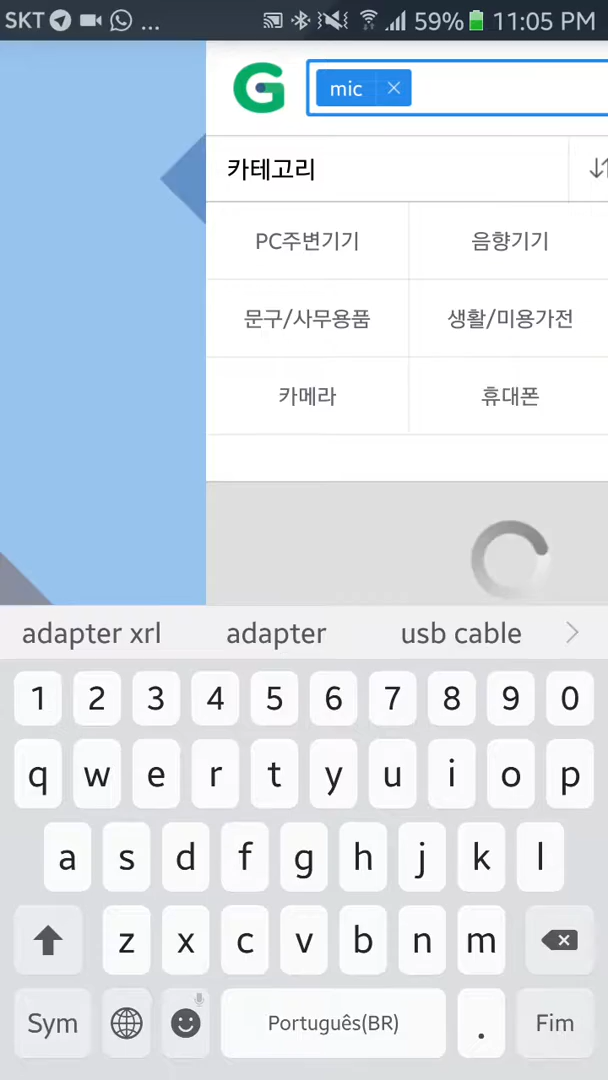 SKT ... 59% 11:05 PM
G mic
카테고리
PC주변기기 음향기기
문구/사무용품 생활/미용가전
카메라 휴대폰
adapter xrl adapter usb cable
1 2 3 4 5 6 7 8 9 0
q w e r t y u i o p
a s d f g h j k l
z x c v b n m
Sym Português(BR) . Fim